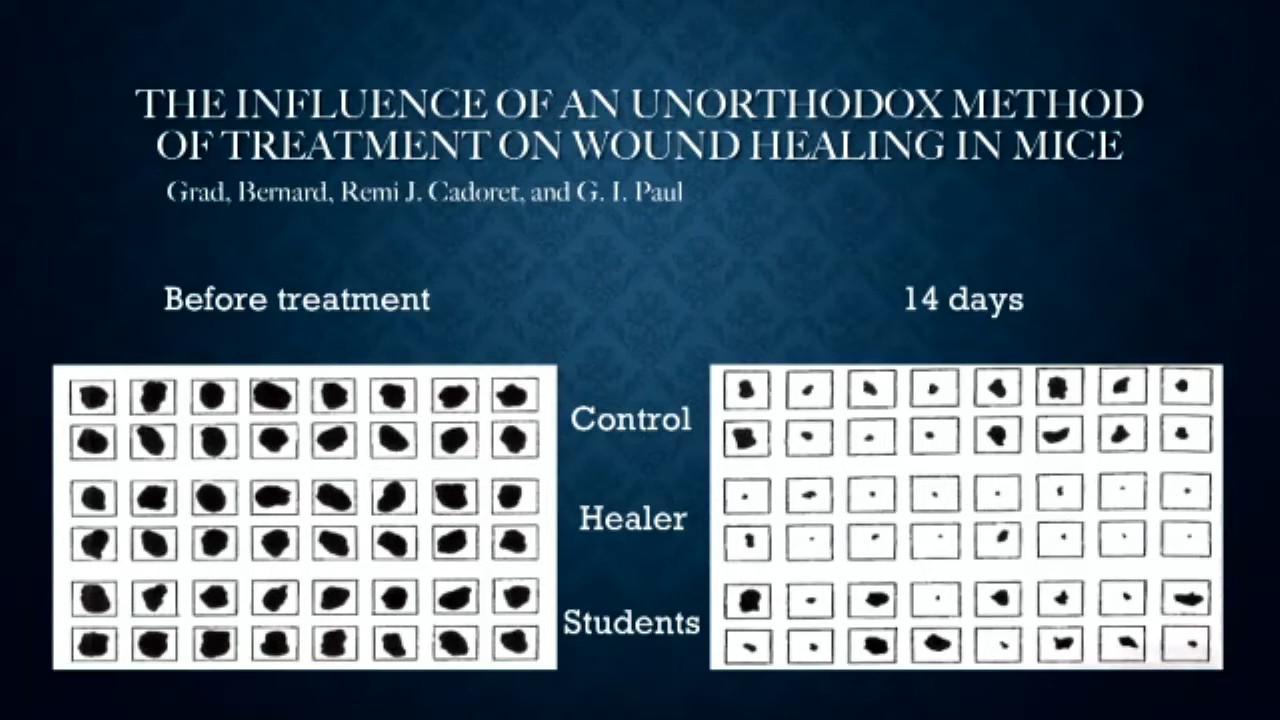 THE INFLUENCE OF AN UNORTHODOX METHOD
OF TREATMENT ON WOUND HEALING IN MICE
Grad, Bernard, Remi J. Cadoret, and G. I. Paul
Before treatment
14 days
Control
Healer
Students